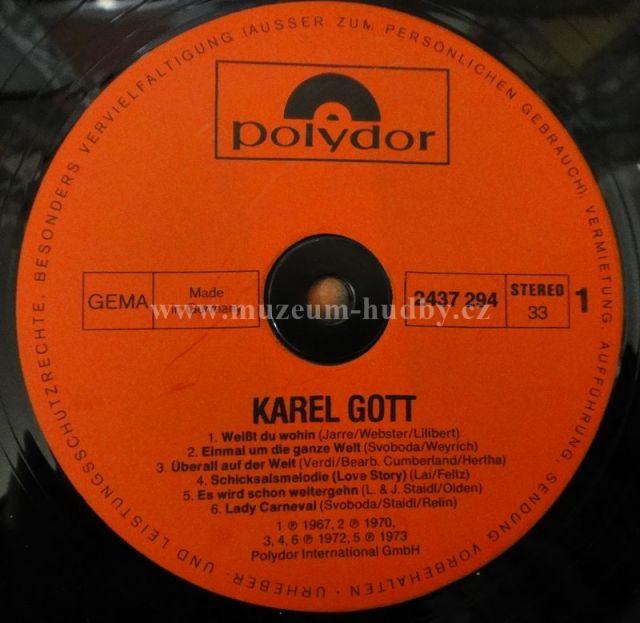 URHEBER- UND LEISTUNGSSCHUTZRECHTE, BESONDERS VERVIELFÄLTIGUNG (AUSSER ZUM PERSÖNLICHEN GEBRAUCH), VERMIETUNG, AUFFÜHRUNG, SENDUNG VORBEHALTEN ·
polydor
GEMA
Made
in Germany
2437 294
STEREO
33
1
www.muzeum-hudby.cz
KAREL GOTT
1. Weißt du wohin (Jarre/Webster/Lilibert)
2. Einmal um die ganze Welt (Svoboda/Weyrich)
3. Überall auf der Welt (Verdi/Bearb. Cumberland/Hertha)
4. Schicksalsmelodie (Love Story) (Lai/Feltz)
5. Es wird schon weitergehn (L. & J. Staidl/Olden)
6. Lady Carneval (Svoboda/Staidl/Relin)
1 ℗ 1967, 2 ℗ 1970,
3, 4, 6 ℗ 1972, 5 ℗ 1973
Polydor International GmbH